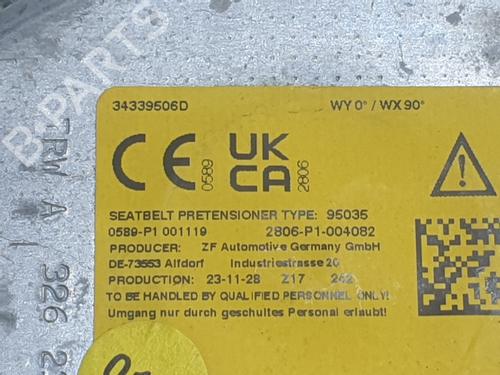 B-PARTS
34339506D WY 0° / WX 90°
CE 0589 UK CA 2806
SEATBELT PRETENSIONER TYPE: 95035
0589-P1 001119 2806-P1-004082
PRODUCER: ZF Automotive Germany GmbH
DE-73553 Alfdorf Industriestrasse 20
PRODUCTION: 23-11-28 Z17 262
TO BE HANDLED BY QUALIFIED PERSONNEL ONLY!
Umgang nur durch geschultes Personal erlaubt!
TRW A 326